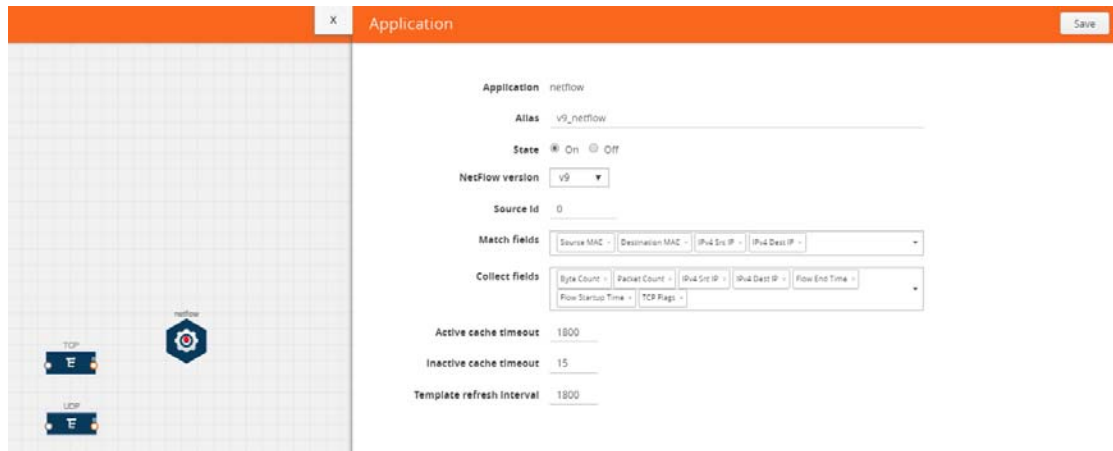 X
Application
Save
Application netflow
Alias v9_netflow
State On Off
NetFlow version v9
Source Id 0
Match fields Source MAC Destination MAC IPv4 Src IP IPv4 Dest IP
Collect fields Byte Count Packet Count IPv4 Src IP IPv4 Dest IP Flow End Time
Flow Startup Time TCP Flags
Active cache timeout 1800
Inactive cache timeout 15
Template refresh interval 1800
netflow
TCP
UDP